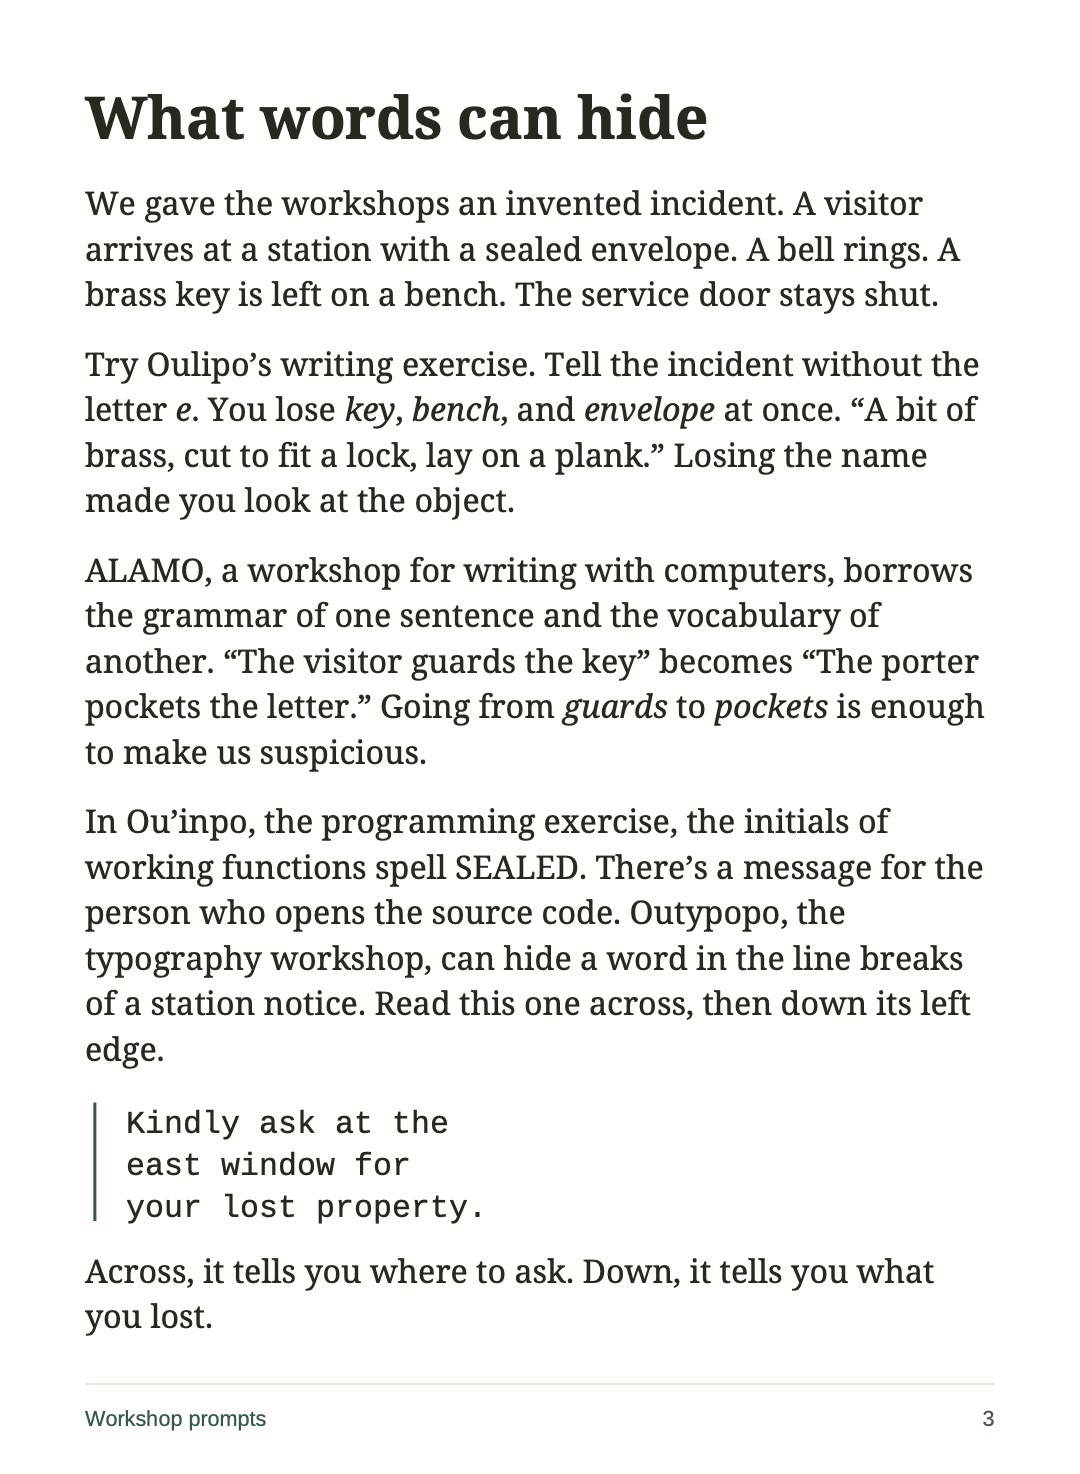 What words can hide
We gave the workshops an invented incident. A visitor
arrives at a station with a sealed envelope. A bell rings. A
brass key is left on a bench. The service door stays shut.
Try Oulipo’s writing exercise. Tell the incident without the
letter e. You lose key, bench, and envelope at once. “A bit of
brass, cut to fit a lock, lay on a plank.” Losing the name
made you look at the object.
ALAMO, a workshop for writing with computers, borrows
the grammar of one sentence and the vocabulary of
another. “The visitor guards the key” becomes “The porter
pockets the letter.” Going from guards to pockets is enough
to make us suspicious.
In Ou’inpo, the programming exercise, the initials of
working functions spell SEALED. There’s a message for the
person who opens the source code. Outypopo, the
typography workshop, can hide a word in the line breaks
of a station notice. Read this one across, then down its left
edge.
Kindly ask at the
east window for
your lost property.
Across, it tells you where to ask. Down, it tells you what
you lost.
Workshop prompts
3